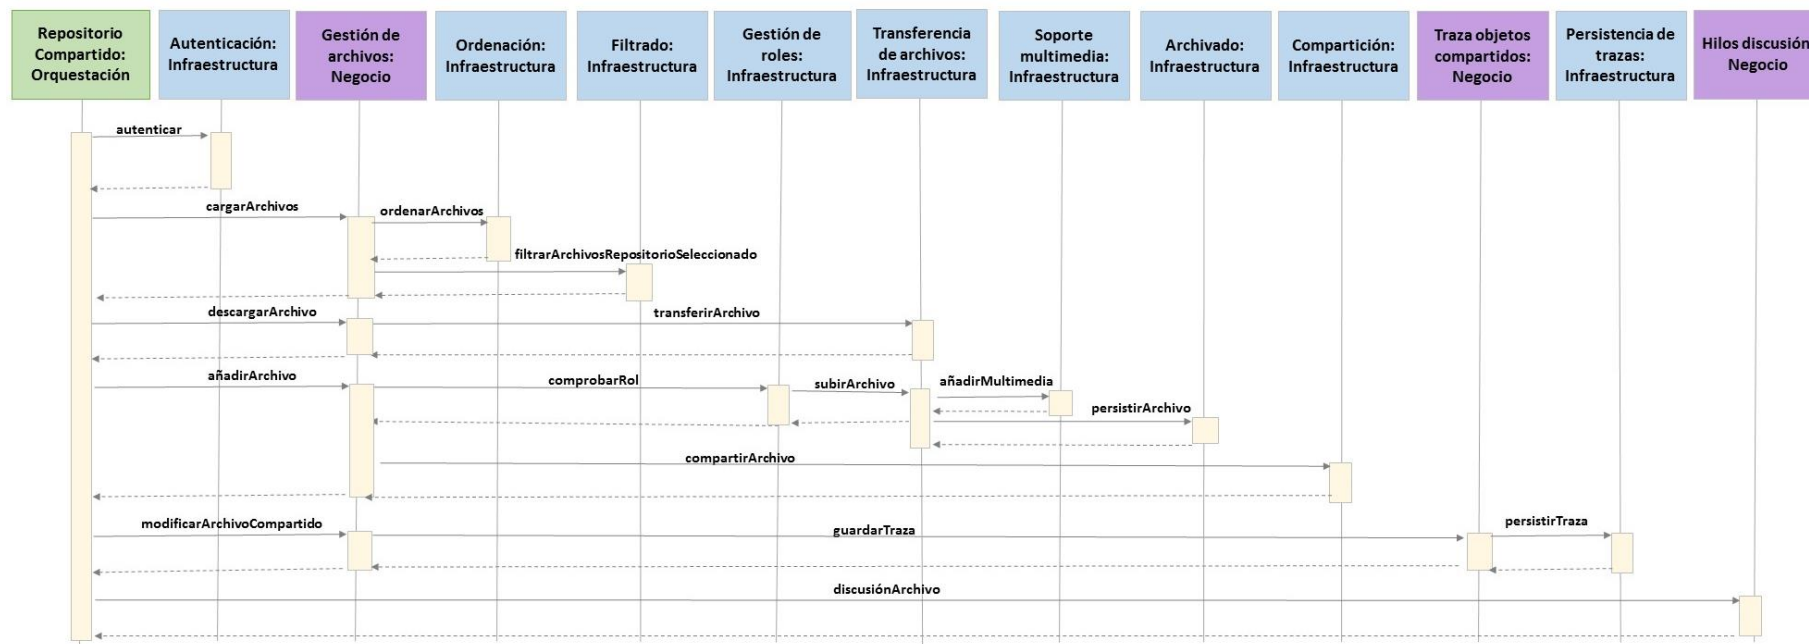 Repositorio
Compartido:
Orquestación
Autenticación:
Infraestructura
Gestión de
archivos:
Negocio
Ordenación:
Infraestructura
Filtrado:
Infraestructura
Gestión de
roles:
Infraestructura
Transferencia
de archivos:
Infraestructura
Soporte
multimedia:
Infraestructura
Archivado:
Infraestructura
Compartición:
Infraestructura
Traza objetos
compartidos:
Negocio
Persistencia de
trazas:
Infraestructura
Hilos discusión
Negocio
autenticar
cargarArchivos
ordenarArchivos
filtrarArchivosRepositorioSeleccionado
descargarArchivo
transferirArchivo
añadirArchivo
comprobarRol
subirArchivo
añadirMultimedia
persistirArchivo
compartirArchivo
modificarArchivoCompartido
guardarTraza
persistirTraza
discusiónArchivo